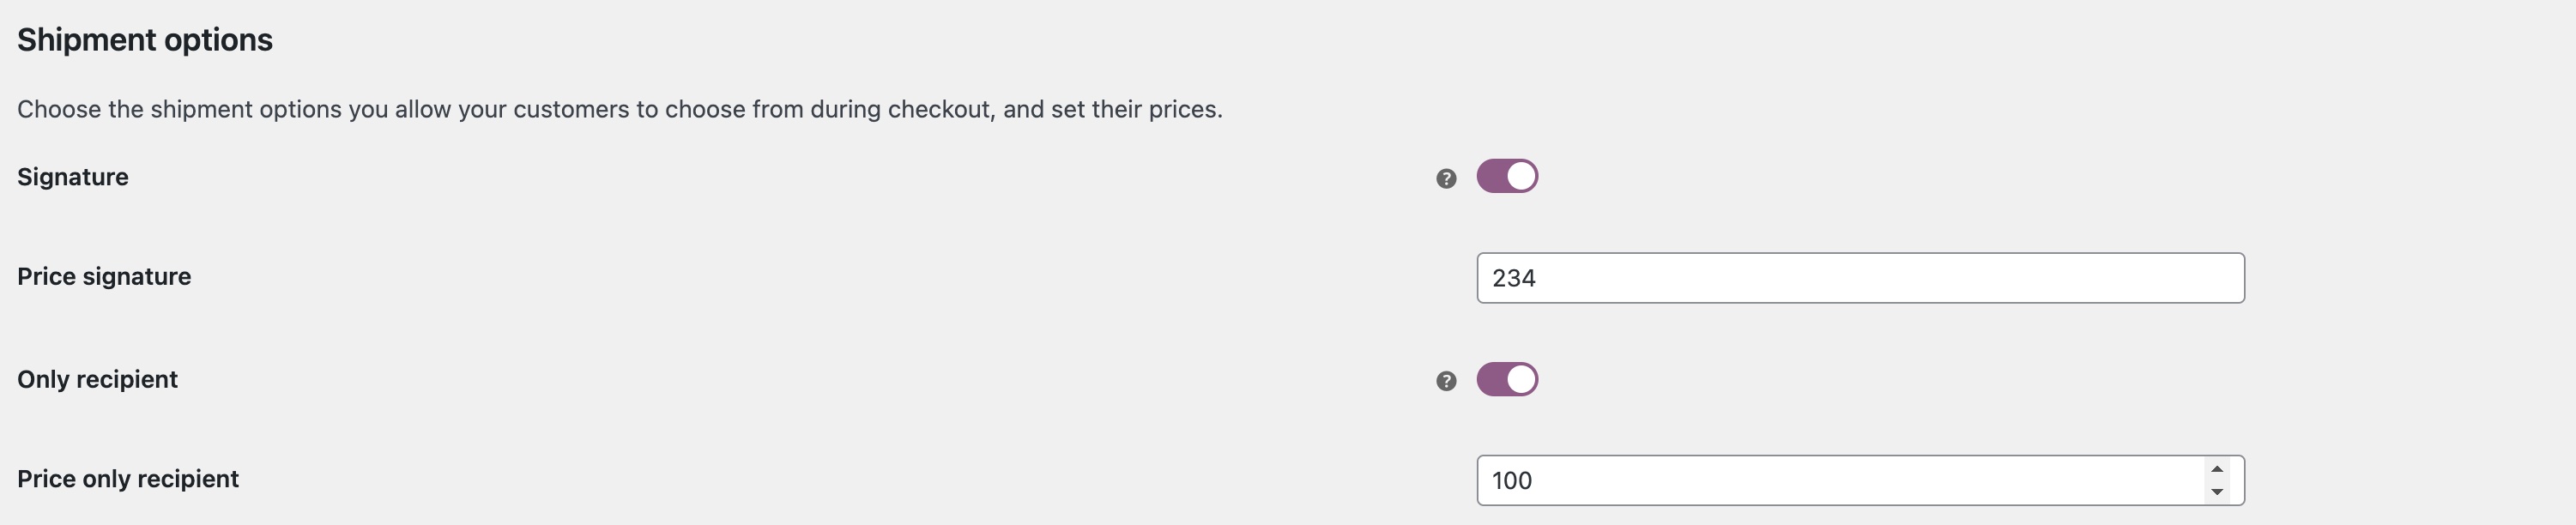 Shipment options
Choose the shipment options you allow your customers to choose from during checkout, and set their prices.
Signature ?
Price signature 234
Only recipient ?
Price only recipient 100